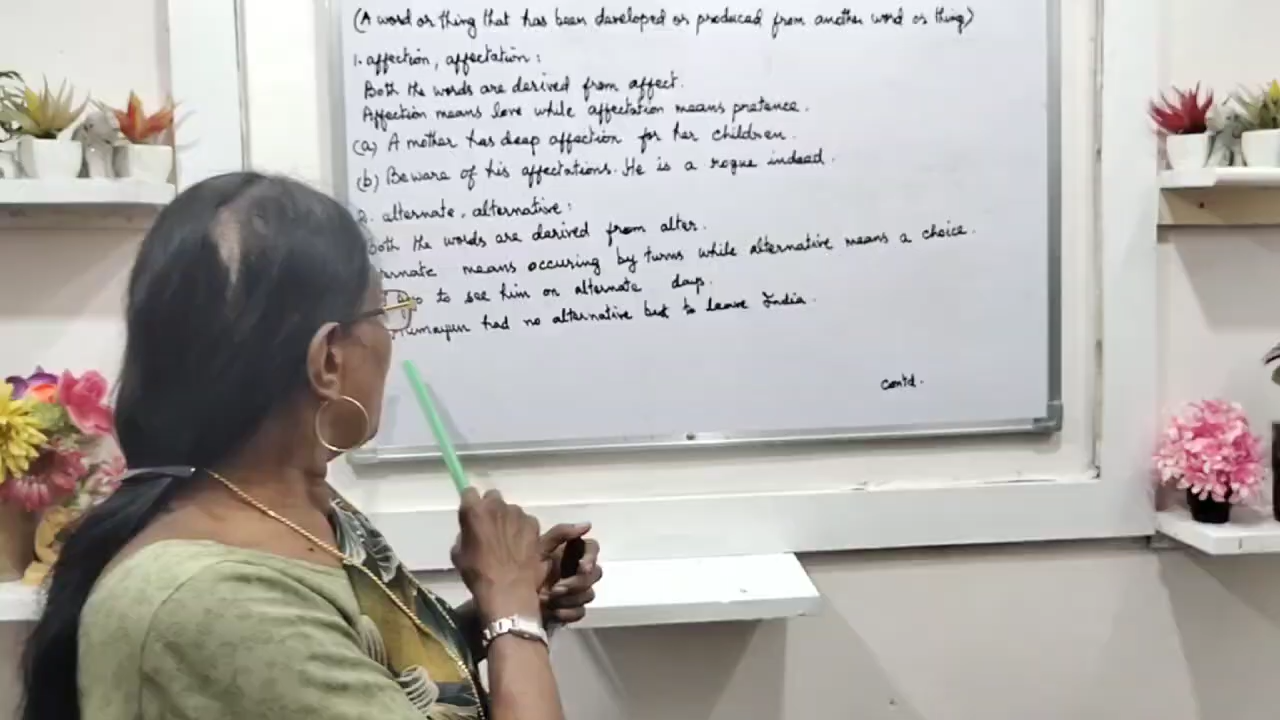 (A word or thing that has been developed or produced from another word or thing)
1. affection, affectation:
Both the words are derived from affect.
Affection means love while affectation means pretence.
(a) A mother has deep affection for her children.
(b) Beware of his affectations. He is a rogue indeed.
2. alternate, alternative:
Both the words are derived from alter.
means occuring by turns while alternative means a choice.
to see him on alternate days.
had no alternative but to leave India.
contd.